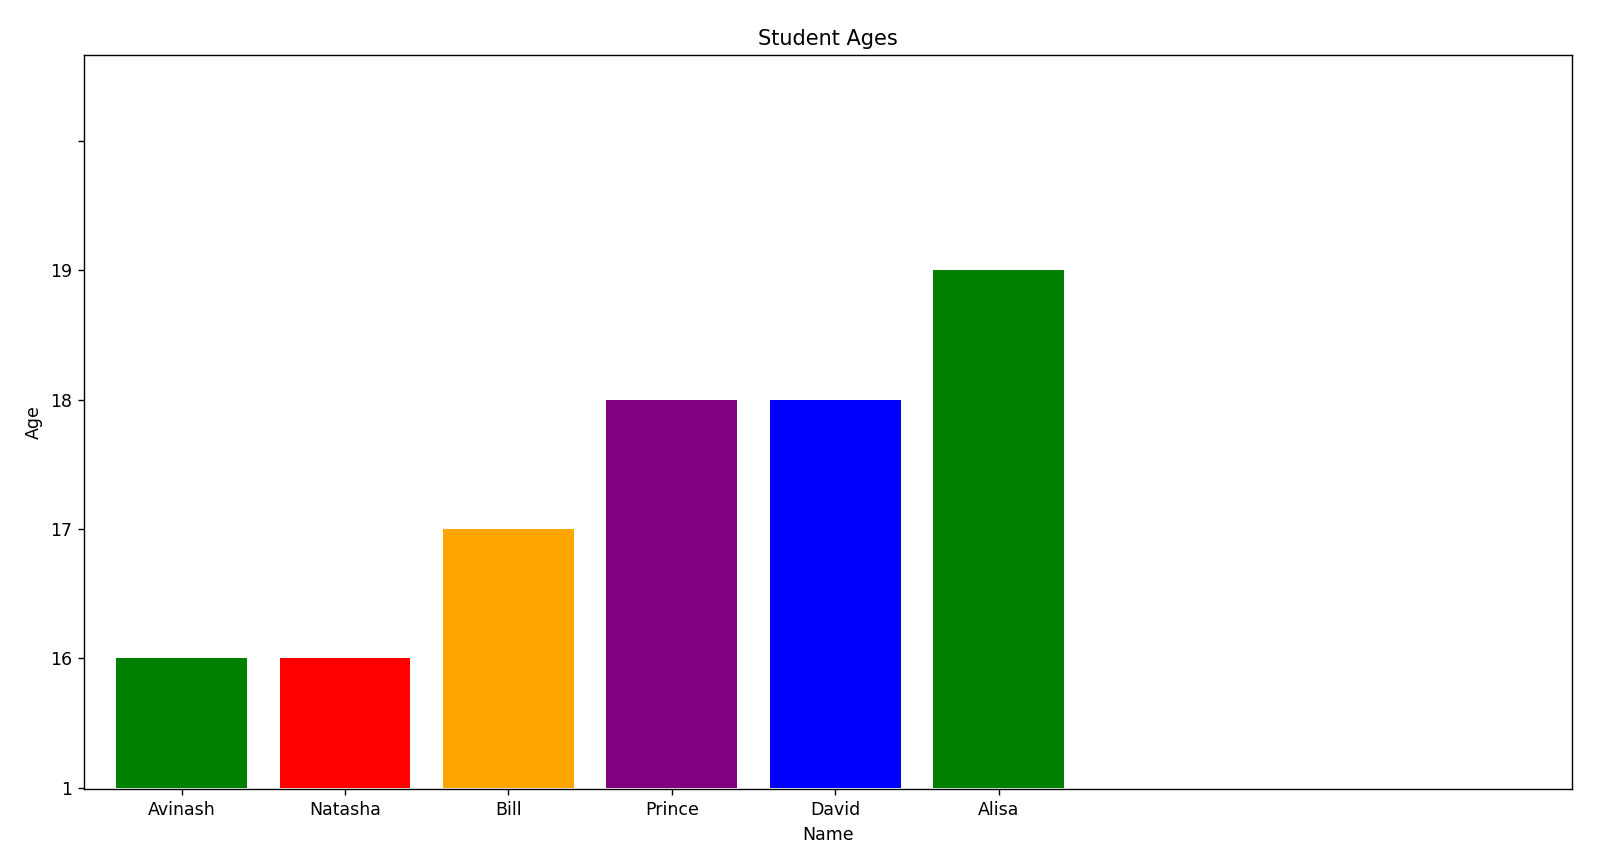 Student Ages
19
18
17
16
1
Age
Avinash Natasha Bill Prince David Alisa
Name